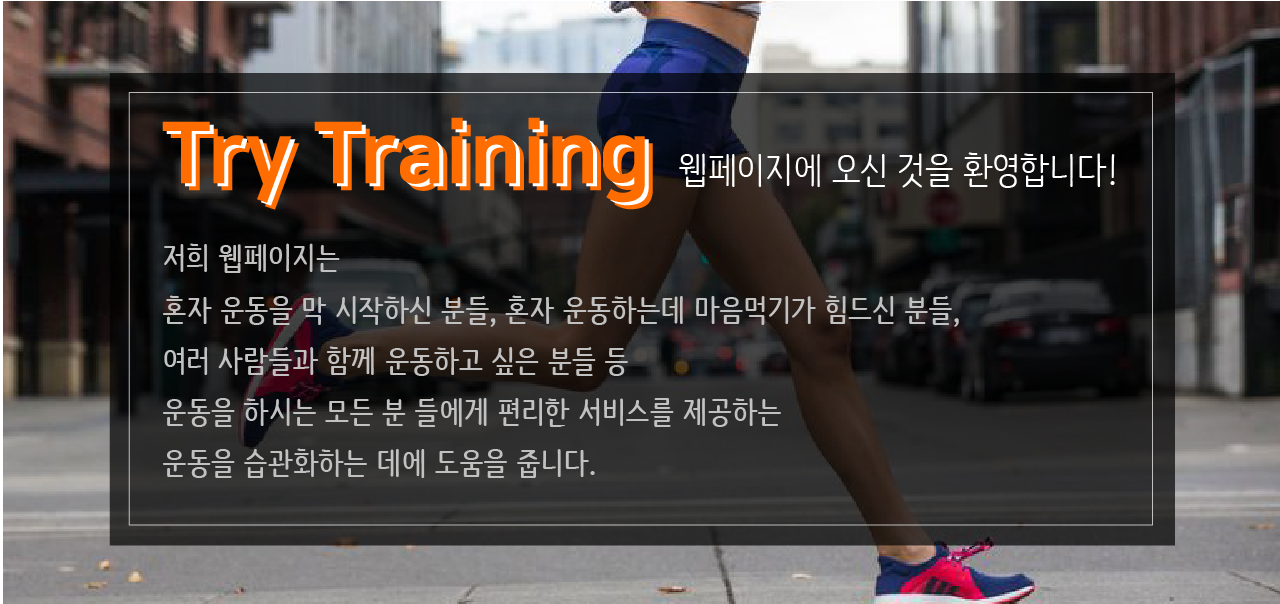 Try Training 웹페이지에 오신 것을 환영합니다!
저희 웹페이지는
혼자 운동을 막 시작하신 분들, 혼자 운동하는데 마음먹기가 힘드신 분들,
여러 사람들과 함께 운동하고 싶은 분들 등
운동을 하시는 모든 분 들에게 편리한 서비스를 제공하는
운동을 습관화하는 데에 도움을 줍니다.